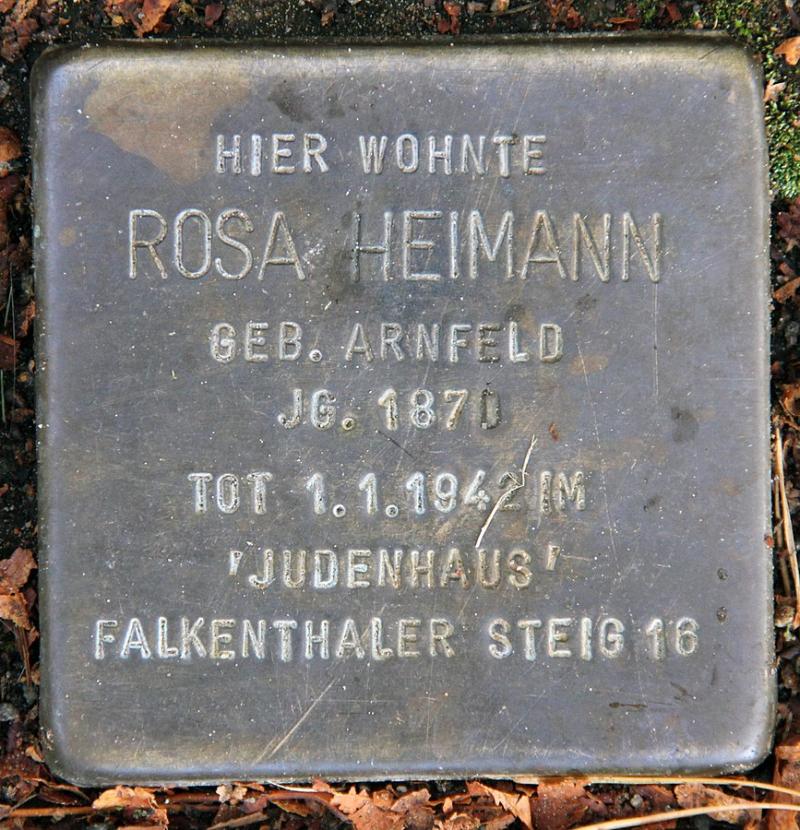 HIER WOHNTE
ROSA HEIMANN
GEB. ARNFELD
JG. 1870
TOT 1.1.1942 IM
'JUDENHAUS'
FALKENTHALER STEIG 16